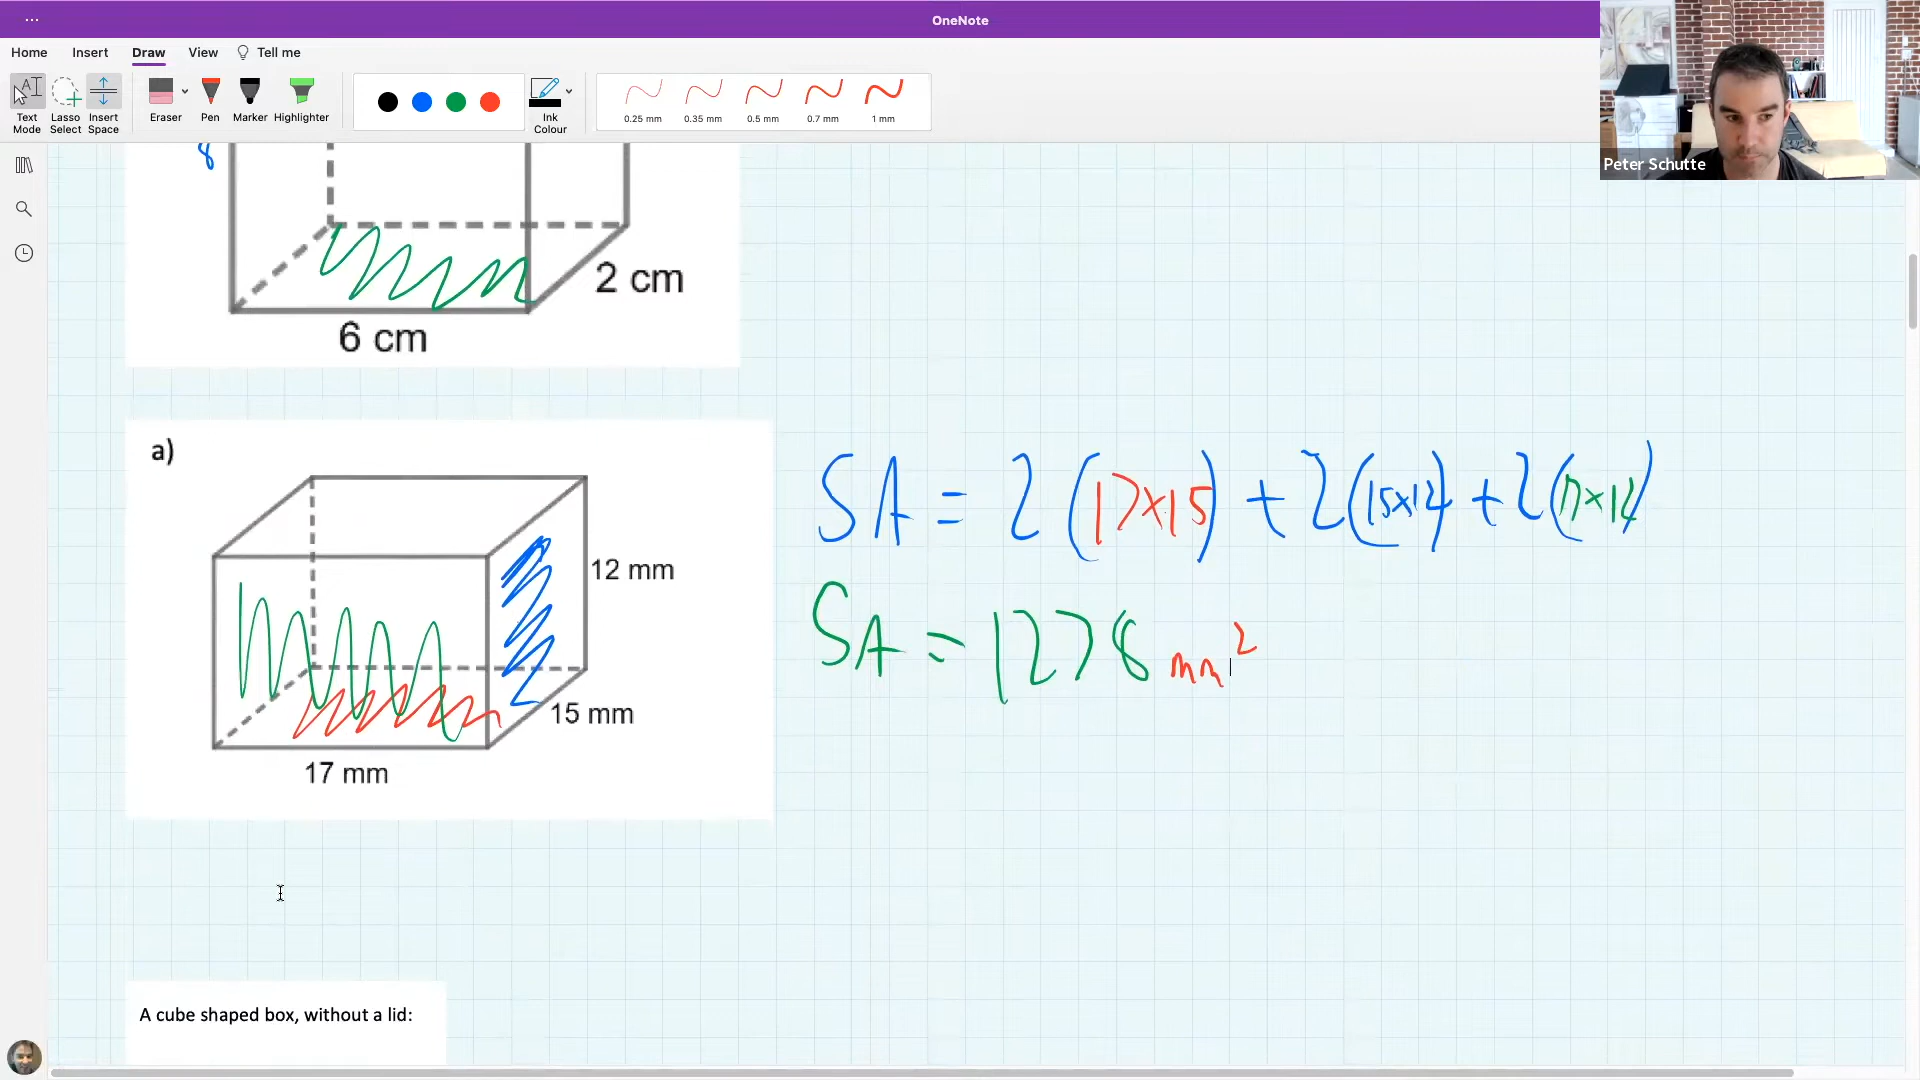 OneNote
Home Insert Draw View Tell me
Text Mode
Lasso Select
Insert Space
Eraser
Pen
Marker
Highlighter
Ink Colour
0.25 mm
0.35 mm
0.5 mm
0.7 mm
1 mm
Peter Schutte
8
2 cm
6 cm
a)
12 mm
15 mm
17 mm
SA = 2(17×15) + 2(15×12) + 2(17×12)
SA = 1278 mm²
A cube shaped box, without a lid: